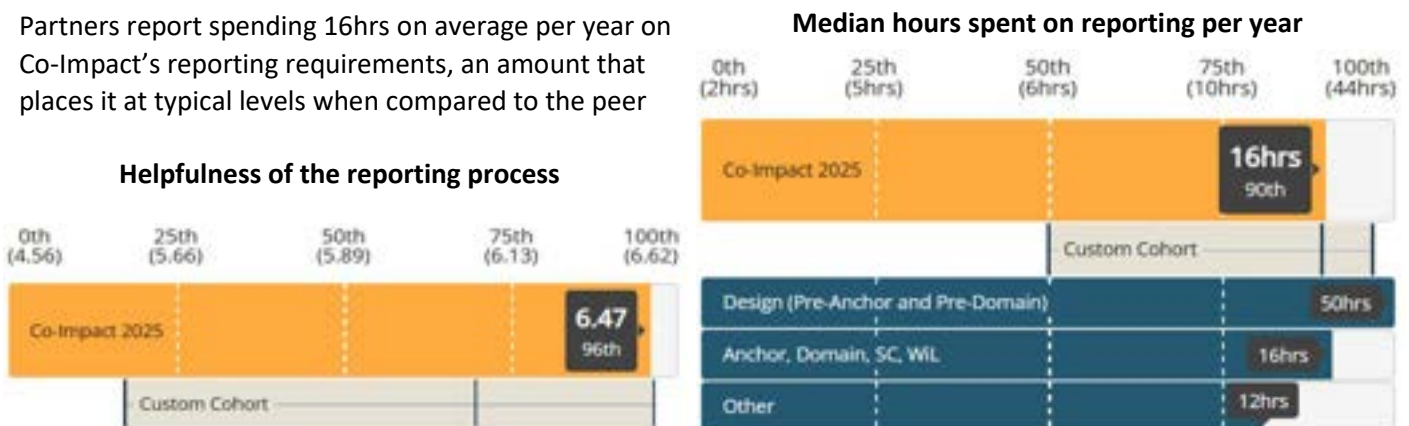 Partners report spending 16hrs on average per year on
Co-Impact’s reporting requirements, an amount that
places it at typical levels when compared to the peer
Helpfulness of the reporting process
0th 25th 50th 75th 100th
(4.56) (5.66) (5.89) (6.13) (6.62)
Co-Impact 2025
6.47
96th
Custom Cohort
Median hours spent on reporting per year
0th 25th 50th 75th 100th
(2hrs) (5hrs) (6hrs) (10hrs) (44hrs)
Co-Impact 2025
16hrs
90th
Custom Cohort
Design (Pre-Anchor and Pre-Domain) 50hrs
Anchor, Domain, SC, WiL 16hrs
Other 12hrs